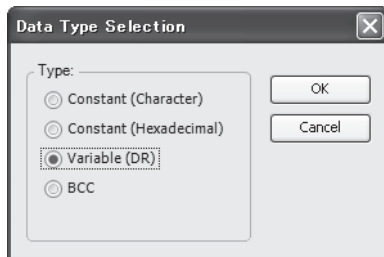 Data Type Selection
Type:
Constant (Character)
Constant (Hexadecimal)
Variable (DR)
BCC
OK
Cancel